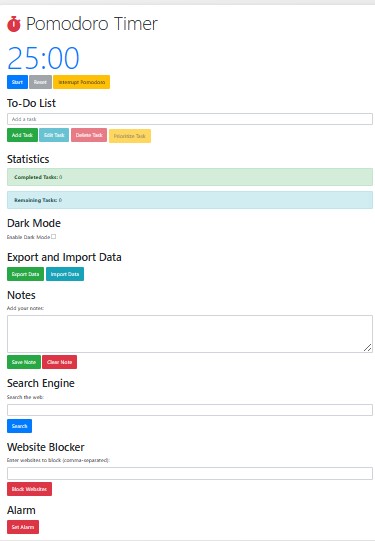 Pomodoro Timer
25:00
Start Reset Interrupt Pomodoro
To-Do List
Add a task
Add Task Edit Task Delete Task Prioritize Task
Statistics
Completed Tasks: 0
Remaining Tasks: 0
Dark Mode
Enable Dark Mode
Export and Import Data
Export Data Import Data
Notes
Add your notes:
Save Note Clear Note
Search Engine
Search the web:
Search
Website Blocker
Enter websites to block (comma-separated):
Block Websites
Alarm
Set Alarm